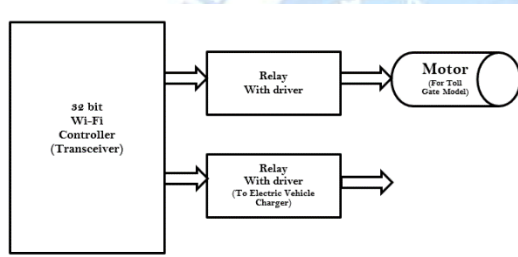 32 bit
Wi-Fi
Controller
(Transceiver)
Relay
With driver
Motor
(For Toll
Gate Model)
Relay
With driver
(To Electric Vehicle
Charger)